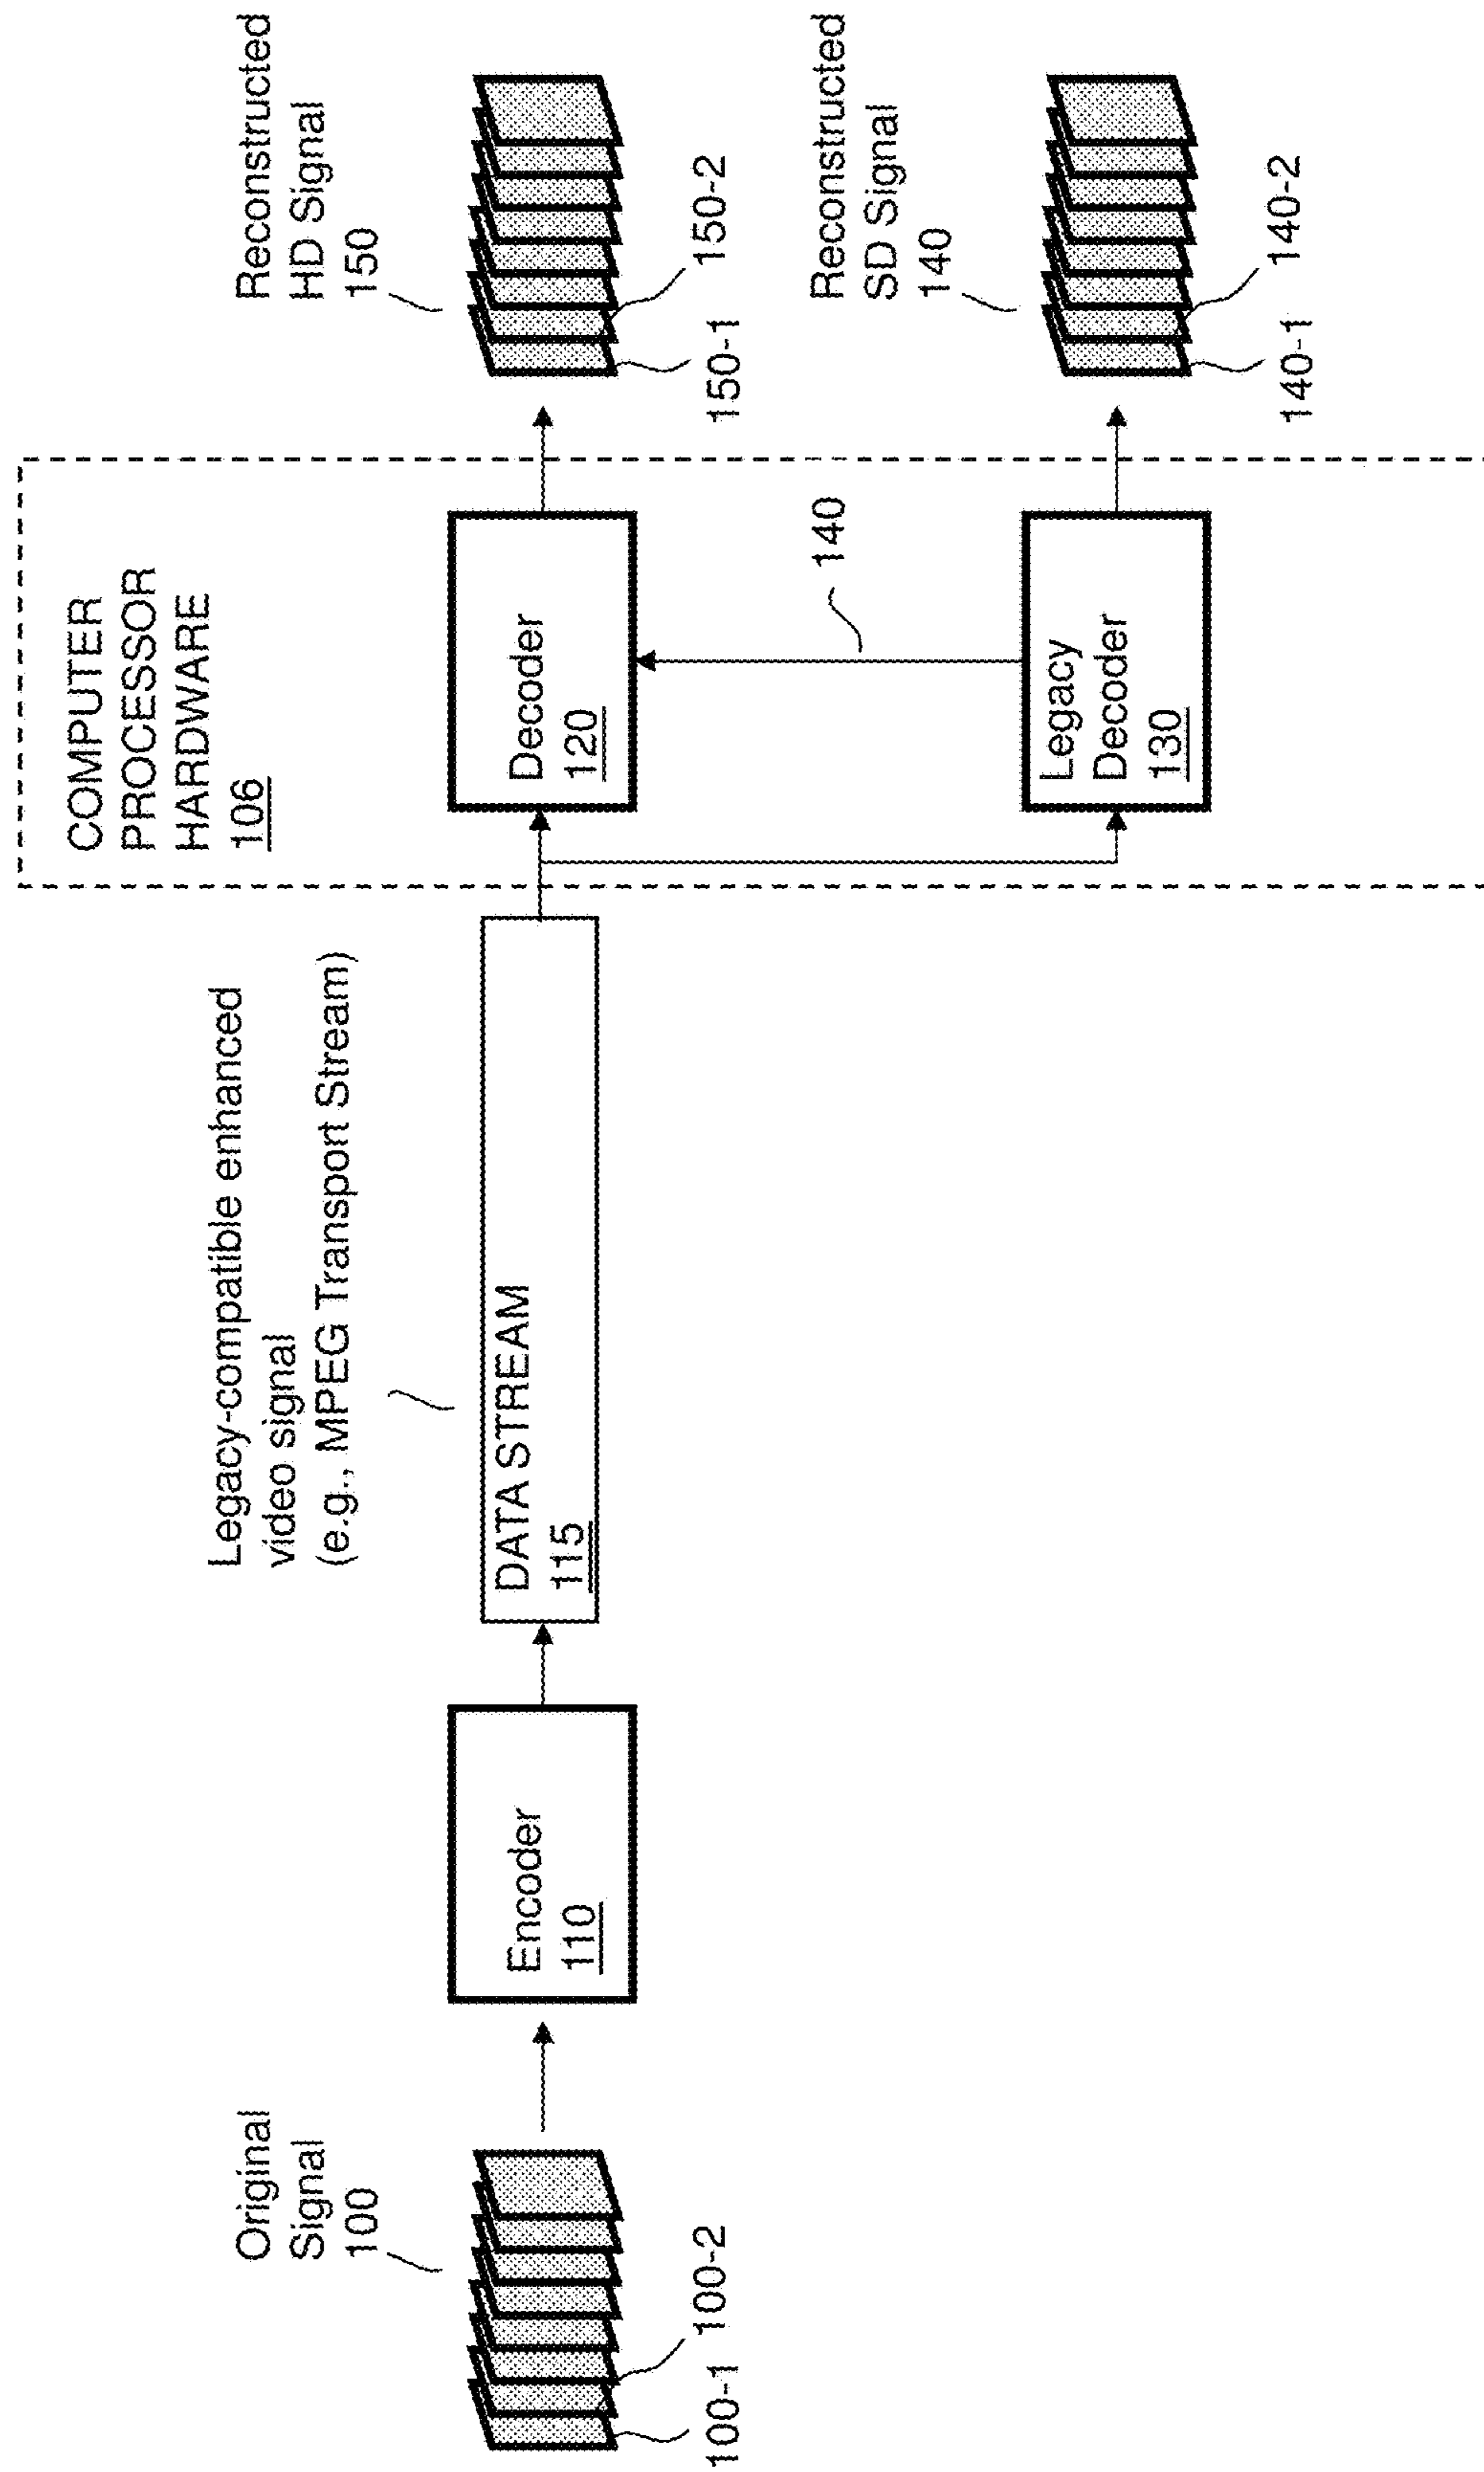 Original
Signal
100
100-1
100-2
Encoder
110
Legacy-compatible enhanced
video signal
(e.g., MPEG Transport Stream)
DATA STREAM
115
COMPUTER
PROCESSOR
HARDWARE
106
Decoder
120
140
Legacy
Decoder
130
Reconstructed
HD Signal
150
150-1
150-2
Reconstructed
SD Signal
140
140-1
140-2